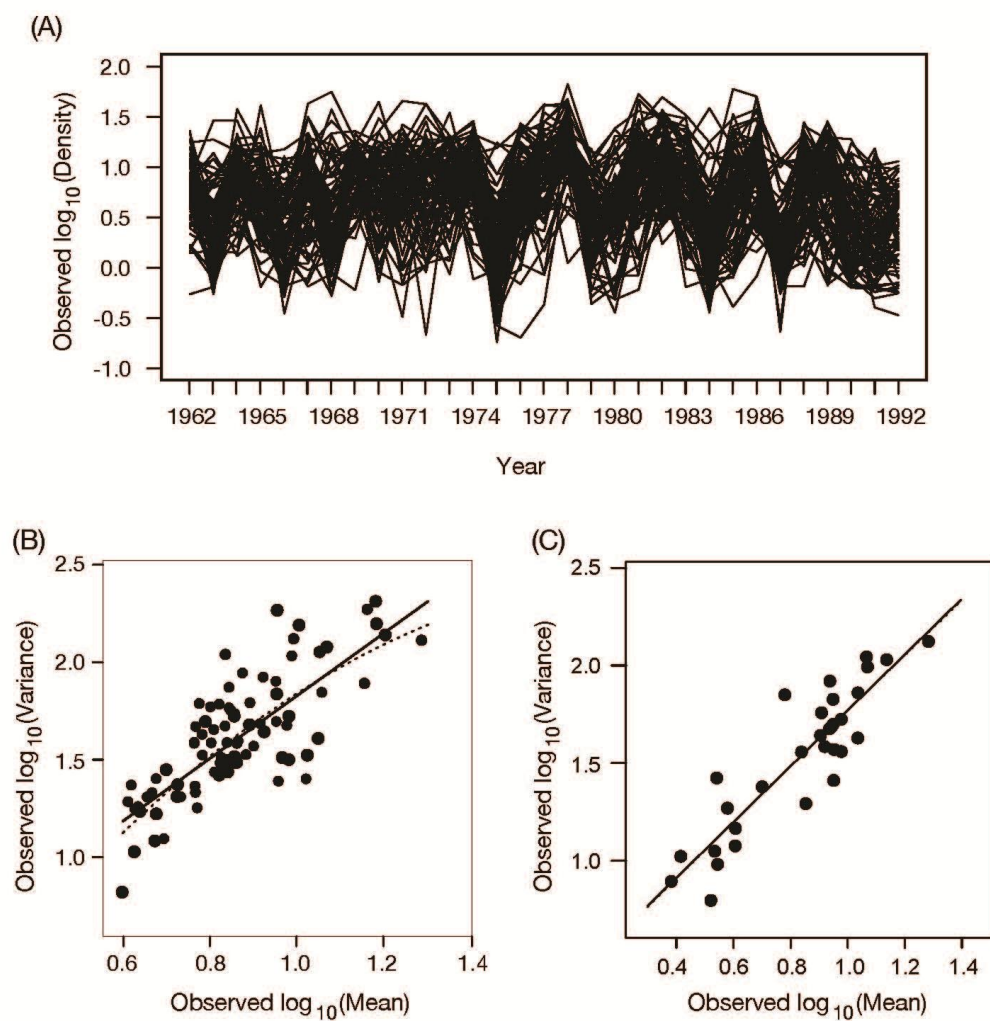 (A)
Observed log10(Density)
2.0
1.5
1.0
0.5
0.0
-0.5
-1.0
1962 1965 1968 1971 1974 1977 1980 1983 1986 1989 1992
Year
(B)
Observed log10(Variance)
2.5
2.0
1.5
1.0
0.6 0.8 1.0 1.2 1.4
Observed log10(Mean)
(C)
Observed log10(Variance)
2.5
2.0
1.5
1.0
0.4 0.6 0.8 1.0 1.2 1.4
Observed log10(Mean)